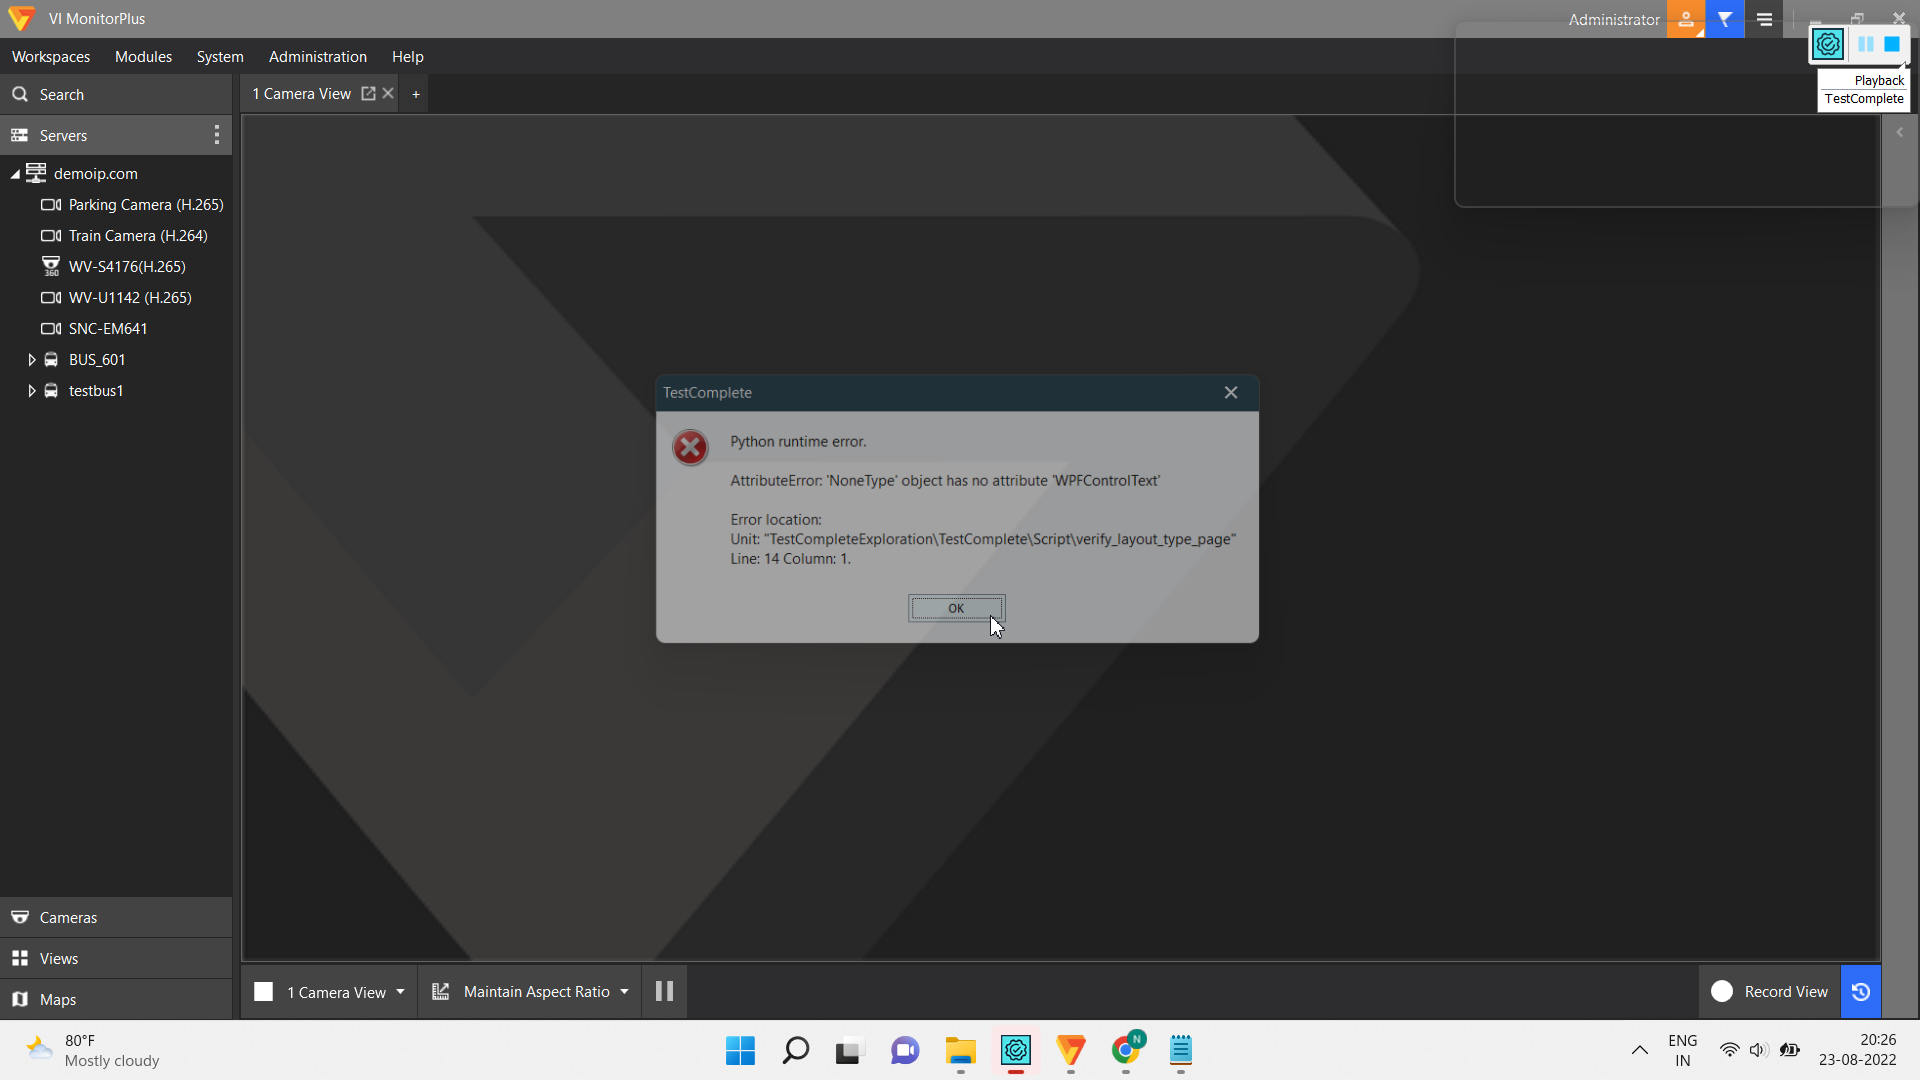 VI MonitorPlus
Administrator
Workspaces Modules System Administration Help
Playback
TestComplete
Search
1 Camera View +
Servers
demoip.com
Parking Camera (H.265)
Train Camera (H.264)
360 WV-S4176(H.265)
WV-U1142 (H.265)
SNC-EM641
BUS_601
testbus1
TestComplete
Python runtime error.
AttributeError: 'NoneType' object has no attribute 'WPFControlText'
Error location:
Unit: "TestCompleteExploration\TestComplete\Script\verify_layout_type_page"
Line: 14 Column: 1.
OK
Cameras
Views
Maps
1 Camera View Maintain Aspect Ratio
Record View
80°F
Mostly cloudy
N
ENG
IN
20:26
23-08-2022